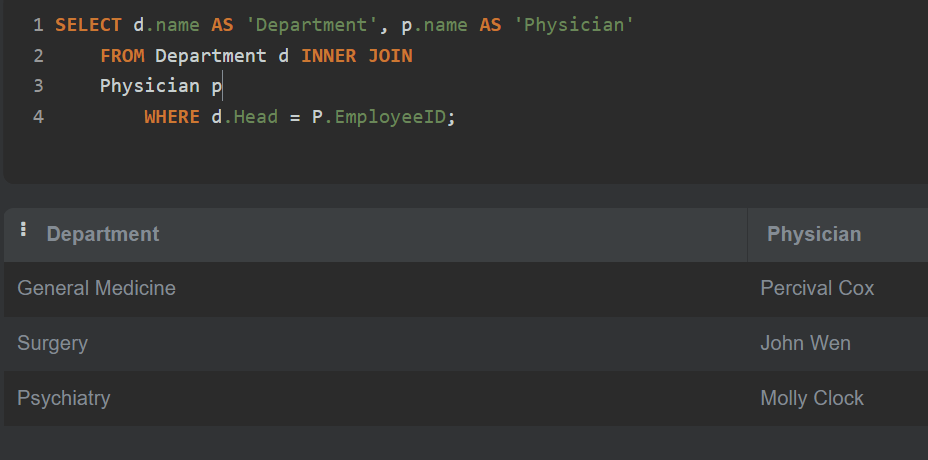 1 SELECT d.name AS 'Department', p.name AS 'Physician'
2 FROM Department d INNER JOIN
3 Physician p
4 WHERE d.Head = P.EmployeeID;
Department Physician
General Medicine Percival Cox
Surgery John Wen
Psychiatry Molly Clock